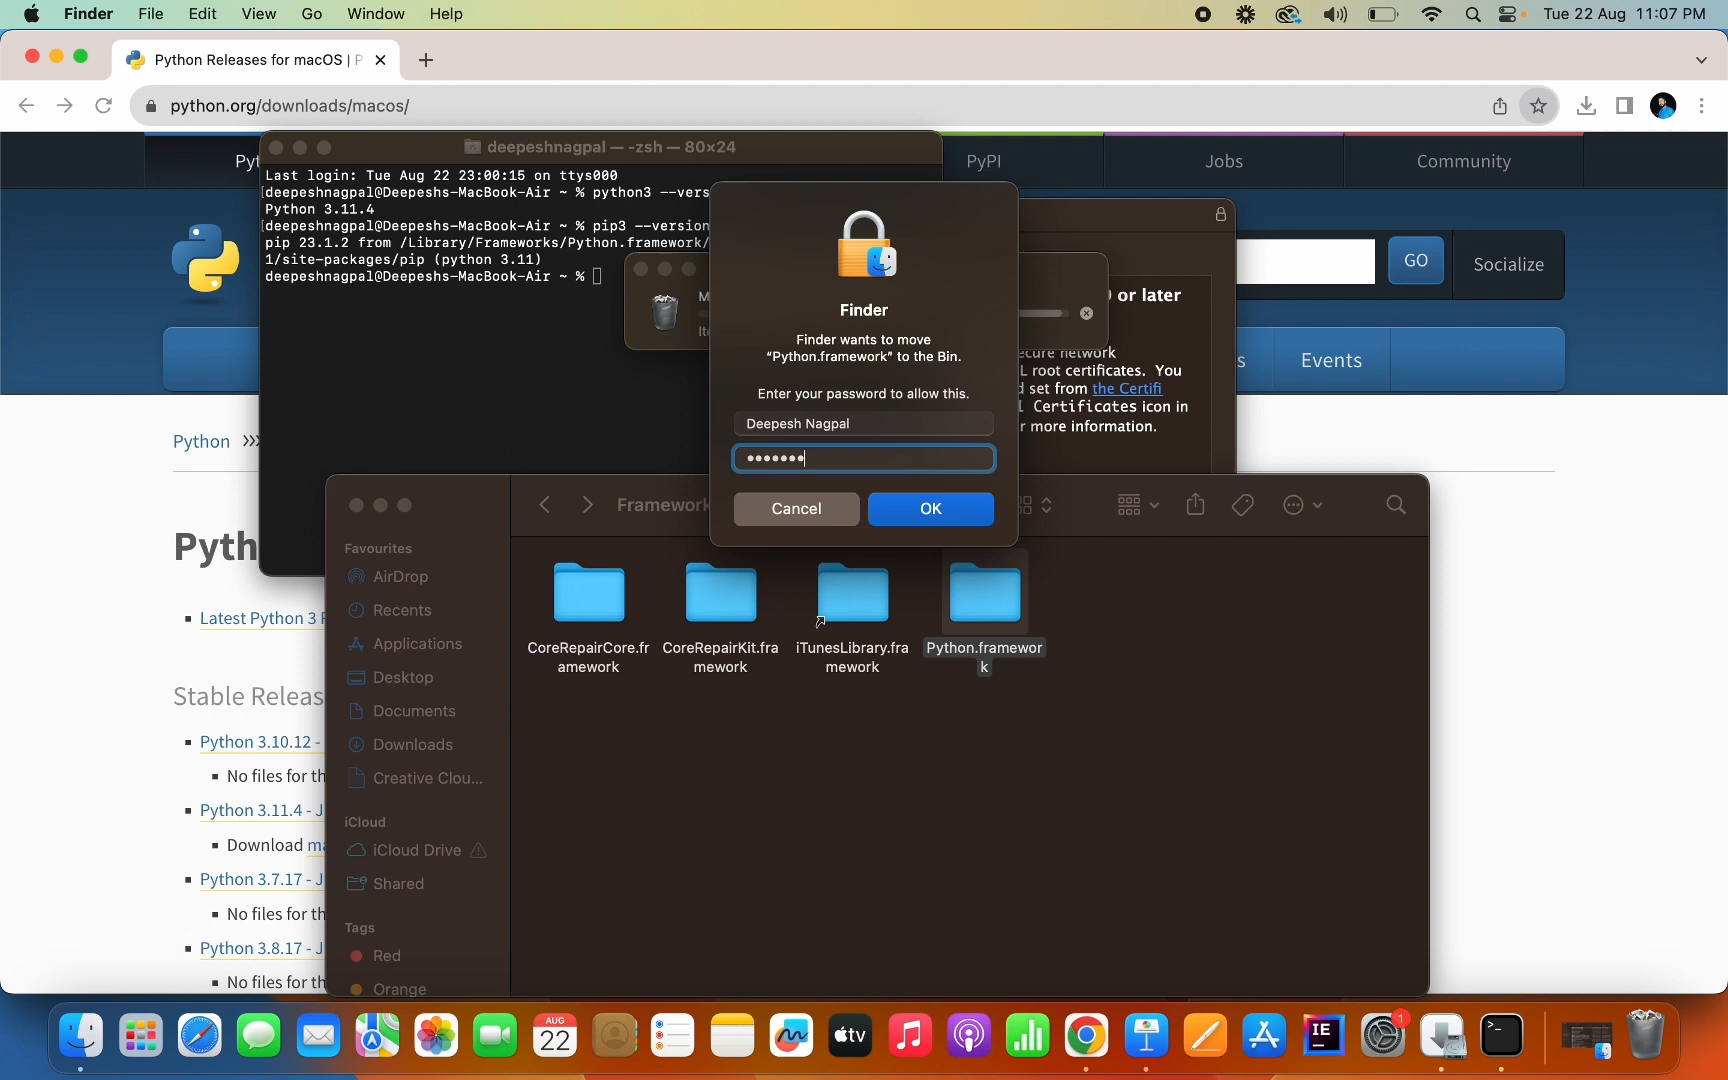 Finder File Edit View Go Window Help Tue 22 Aug 11:07 PM
Python Releases for macOS | P
python.org/downloads/macos/
PyPI Jobs Community
deepeshnagpal — -zsh — 80×24
Last login: Tue Aug 22 23:00:15 on ttys000
[deepeshnagpal@Deepeshs-MacBook-Air ~ % python3 --vers
Python 3.11.4
[deepeshnagpal@Deepeshs-MacBook-Air ~ % pip3 --version
pip 23.1.2 from /Library/Frameworks/Python.framework/
1/site-packages/pip (python 3.11)
deepeshnagpal@Deepeshs-MacBook-Air ~ %
Finder
Finder wants to move
“Python.framework” to the Bin.
Enter your password to allow this.
Deepesh Nagpal
•••••••
Cancel OK
or later
ecure network
L root certificates. You
d set from the Certifi
Certificates icon in
r more information.
GO
Socialize
Events
Python >>>
Pyth
Latest Python 3
Stable Releas
Python 3.10.12 -
No files for th
Python 3.11.4 - J
Download ma
Python 3.7.17 - J
No files for th
Python 3.8.17 - J
No files for th
Framework
Favourites
AirDrop
Recents
Applications
Desktop
Documents
Downloads
Creative Clou...
iCloud
iCloud Drive
Shared
Tags
Red
Orange
CoreRepairCore.fr
amework
CoreRepairKit.fra
mework
iTunesLibrary.fra
mework
Python.framewor
k
AUG
22
tv
IE
1